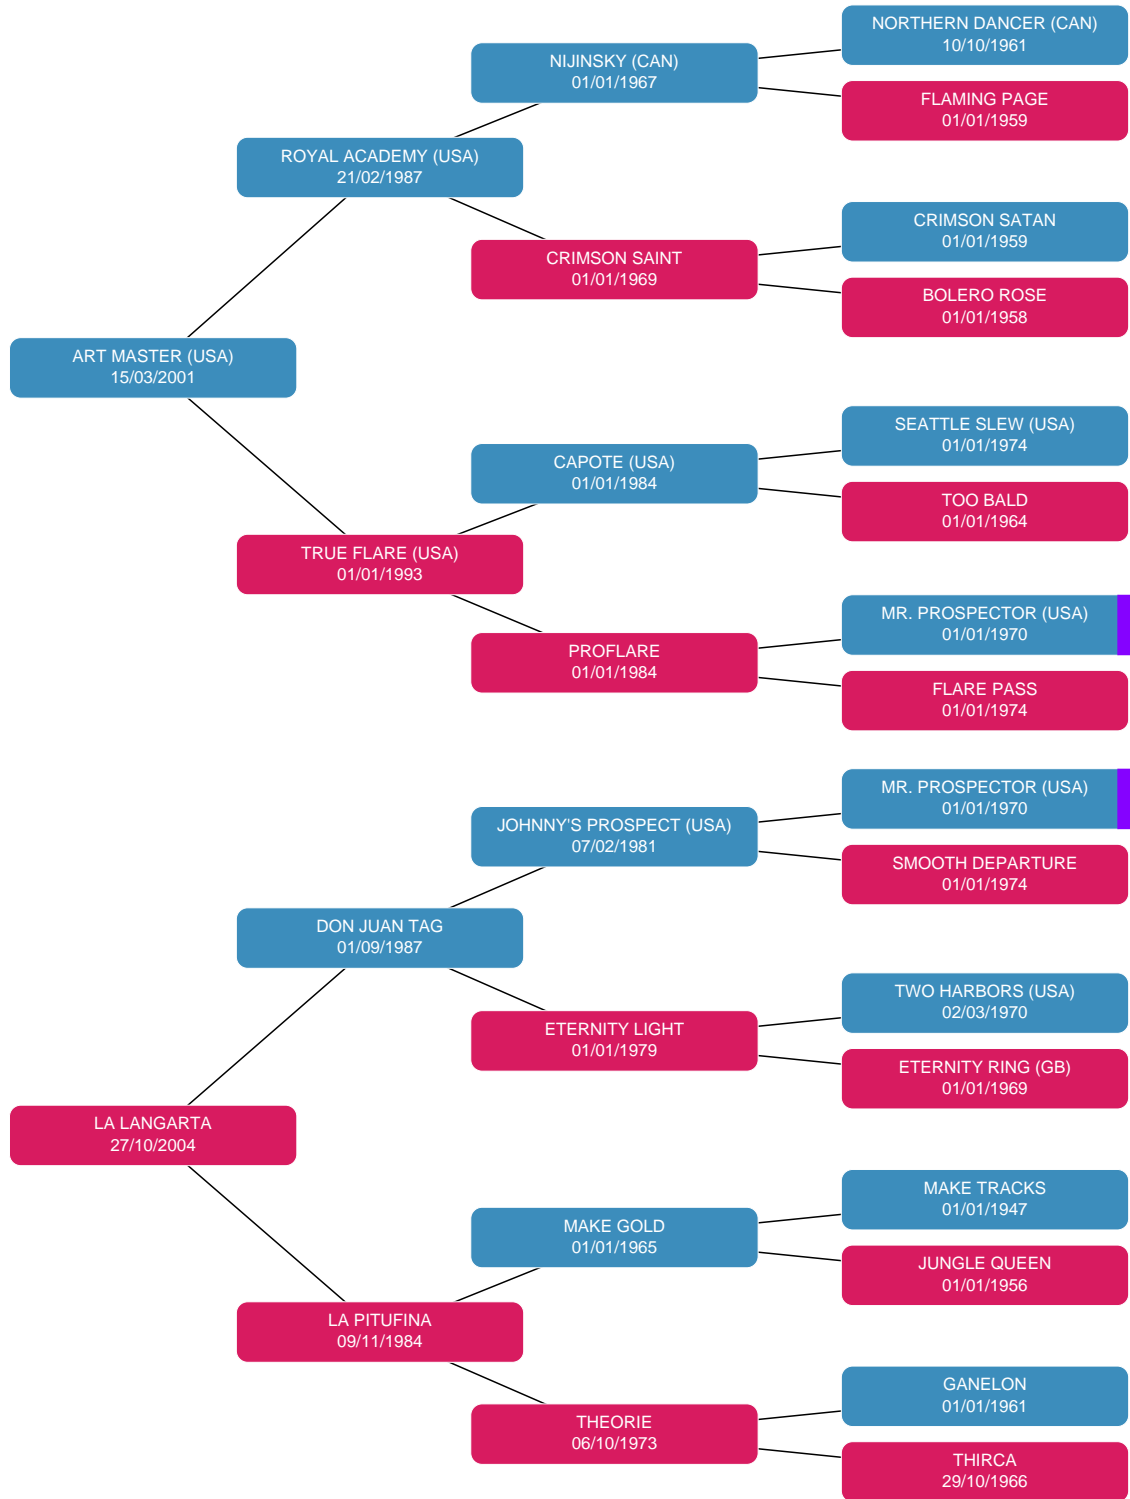 NORTHERN DANCER (CAN)
10/10/1961
NIJINSKY (CAN)
01/01/1967
FLAMING PAGE
01/01/1959
ROYAL ACADEMY (USA)
21/02/1987
CRIMSON SATAN
01/01/1959
CRIMSON SAINT
01/01/1969
BOLERO ROSE
01/01/1958
ART MASTER (USA)
15/03/2001
SEATTLE SLEW (USA)
01/01/1974
CAPOTE (USA)
01/01/1984
TOO BALD
01/01/1964
TRUE FLARE (USA)
01/01/1993
MR. PROSPECTOR (USA)
01/01/1970
PROFLARE
01/01/1984
FLARE PASS
01/01/1974
MR. PROSPECTOR (USA)
01/01/1970
JOHNNY'S PROSPECT (USA)
07/02/1981
SMOOTH DEPARTURE
01/01/1974
DON JUAN TAG
01/09/1987
TWO HARBORS (USA)
02/03/1970
ETERNITY LIGHT
01/01/1979
ETERNITY RING (GB)
01/01/1969
LA LANGARTA
27/10/2004
MAKE TRACKS
01/01/1947
MAKE GOLD
01/01/1965
JUNGLE QUEEN
01/01/1956
LA PITUFINA
09/11/1984
GANELON
01/01/1961
THEORIE
06/10/1973
THIRCA
29/10/1966